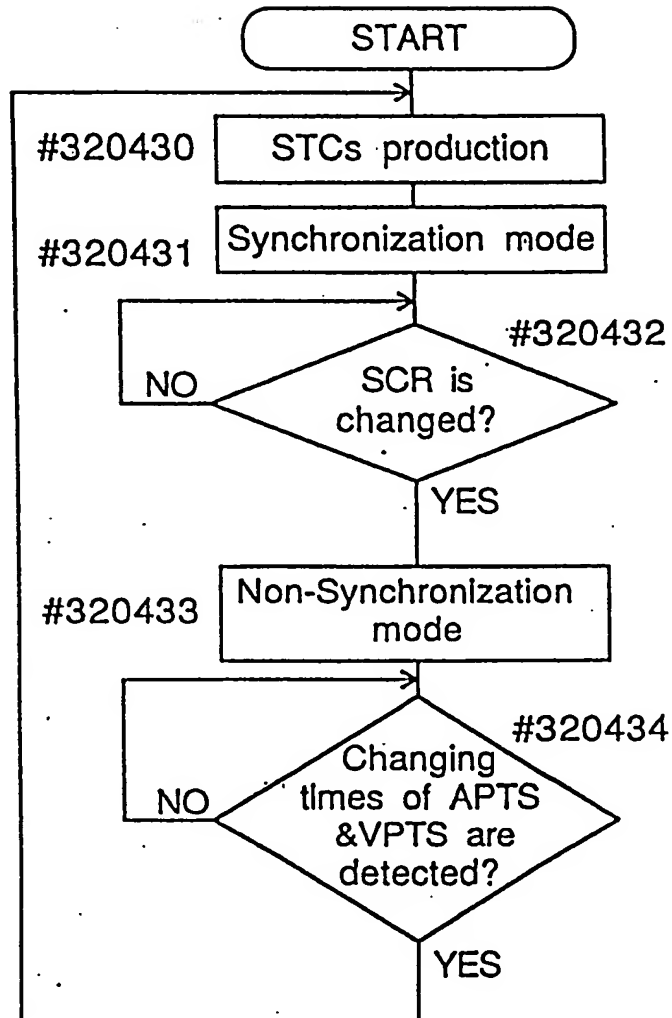 START
#320430
STCs production
#320431
Synchronization mode
#320432
NO
SCR is
changed?
YES
#320433
Non-Synchronization
mode
#320434
NO
Changing
times of APTS
&VPTS are
detected?
YES